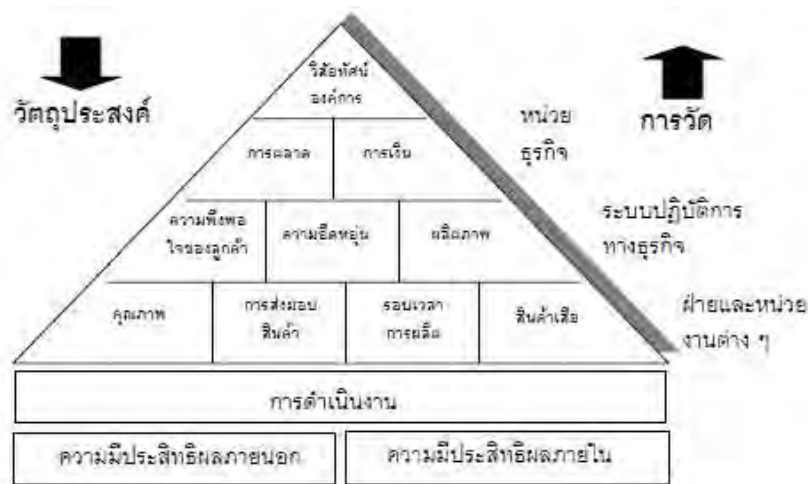 วิสัยทัศน์
องค์การ
วัตถุประสงค์
หน่วย
ธุรกิจ
การวัด
การตลาด
การเงิน
ความพึงพอ
ใจของลูกค้า
ความยืดหยุ่น
ผลิตภาพ
ระบบปฏิบัติการ
ทางธุรกิจ
คุณภาพ
การส่งมอบ
สินค้า
รอบเวลา
การผลิต
สินค้าเสีย
ฝ่ายและหน่วย
งานต่าง ๆ
การดำเนินงาน
ความมีประสิทธิผลภายนอก
ความมีประสิทธิผลภายใน